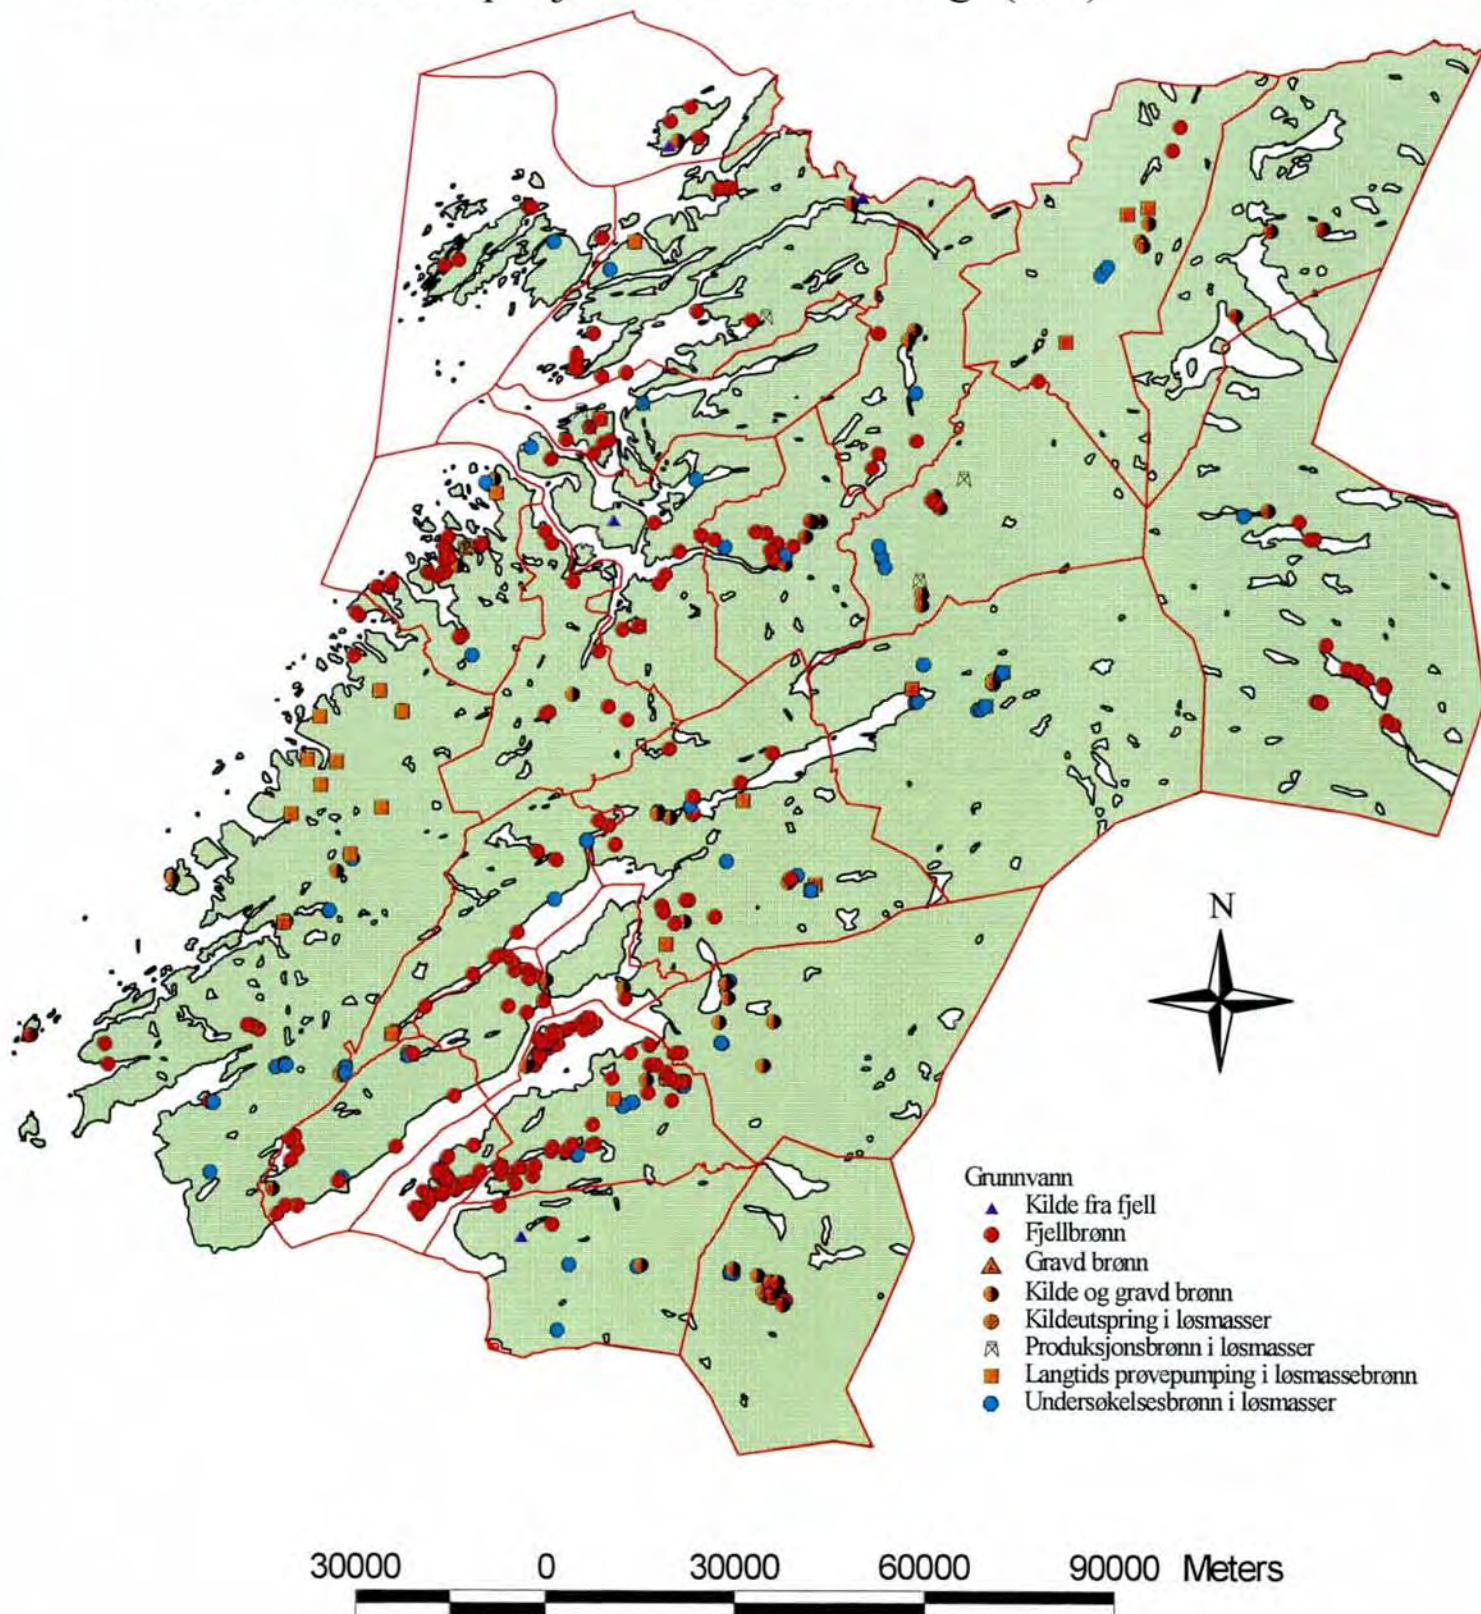 N
Grunnvann
Kilde fra fjell
Fjellbrønn
Gravd brønn
Kilde og gravd brønn
Kildeutspring i løsmasser
Produksjonsbrønn i løsmasser
Langtids prøvepumping i løsmassebrønn
Undersøkelsesbrønn i løsmasser
30000 0 30000 60000 90000 Meters